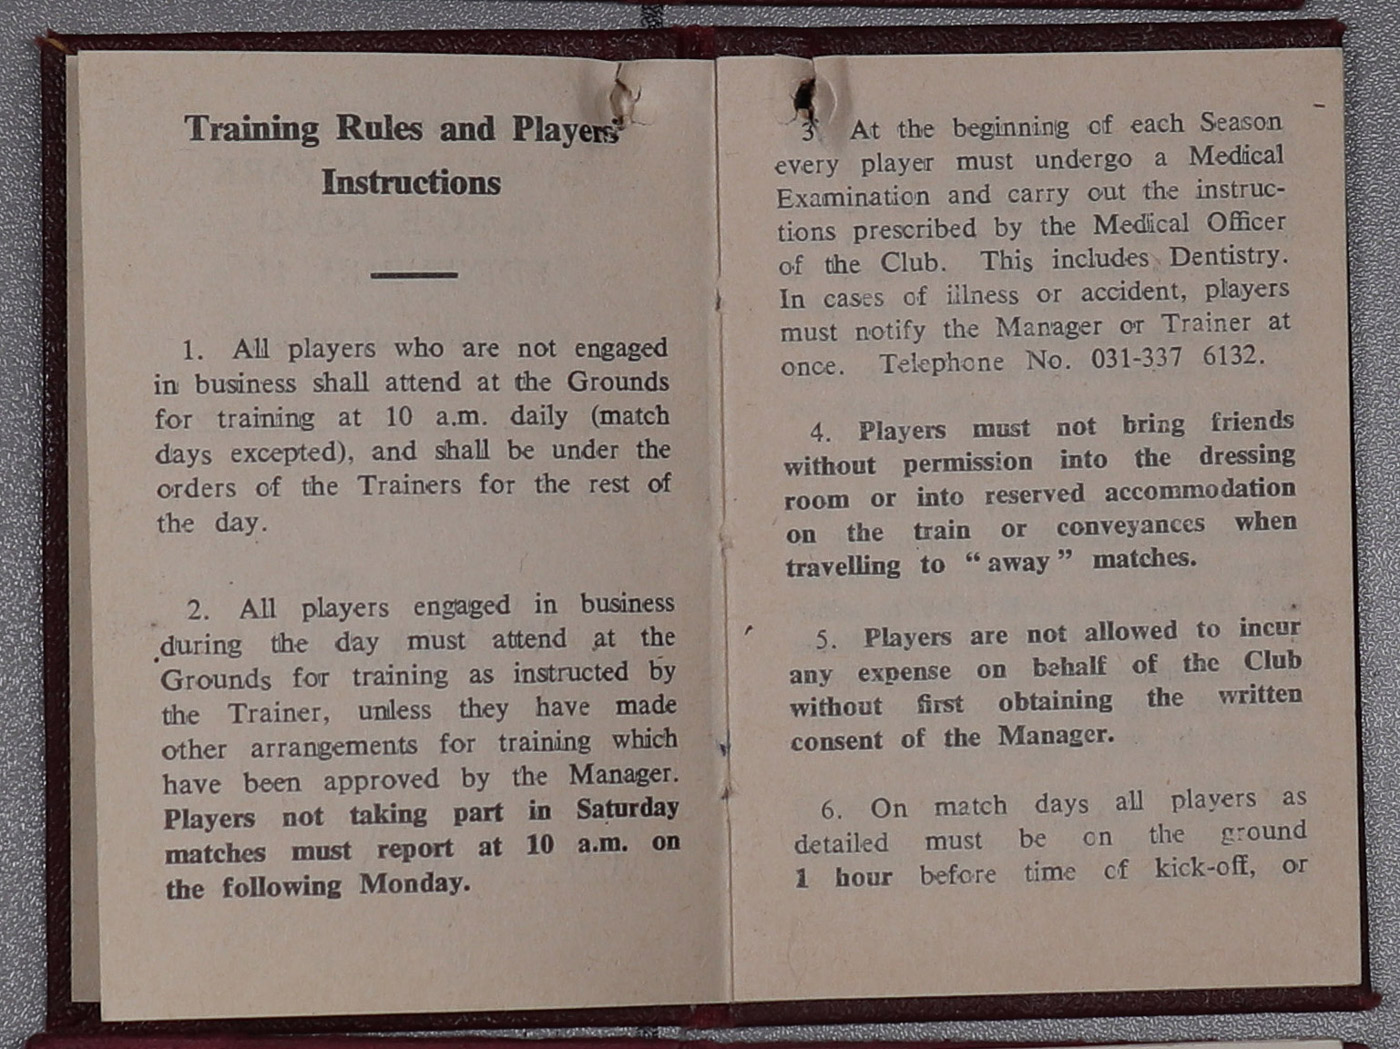 Training Rules and Players'
Instructions
1. All players who are not engaged
in business shall attend at the Grounds
for training at 10 a.m. daily (match
days excepted), and shall be under the
orders of the Trainers for the rest of
the day.
2. All players engaged in business
during the day must attend at the
Grounds for training as instructed by
the Trainer, unless they have made
other arrangements for training which
have been approved by the Manager.
Players not taking part in Saturday
matches must report at 10 a.m. on
the following Monday.
3. At the beginning of each Season
every player must undergo a Medical
Examination and carry out the instruc-
tions prescribed by the Medical Officer
of the Club. This includes Dentistry.
In cases of illness or accident, players
must notify the Manager or Trainer at
once. Telephone No. 031-337 6132.
4. Players must not bring friends
without permission into the dressing
room or into reserved accommodation
on the train or conveyances when
travelling to “ away ” matches.
5. Players are not allowed to incur
any expense on behalf of the Club
without first obtaining the written
consent of the Manager.
6. On match days all players as
detailed must be on the ground
1 hour before time of kick-off, or